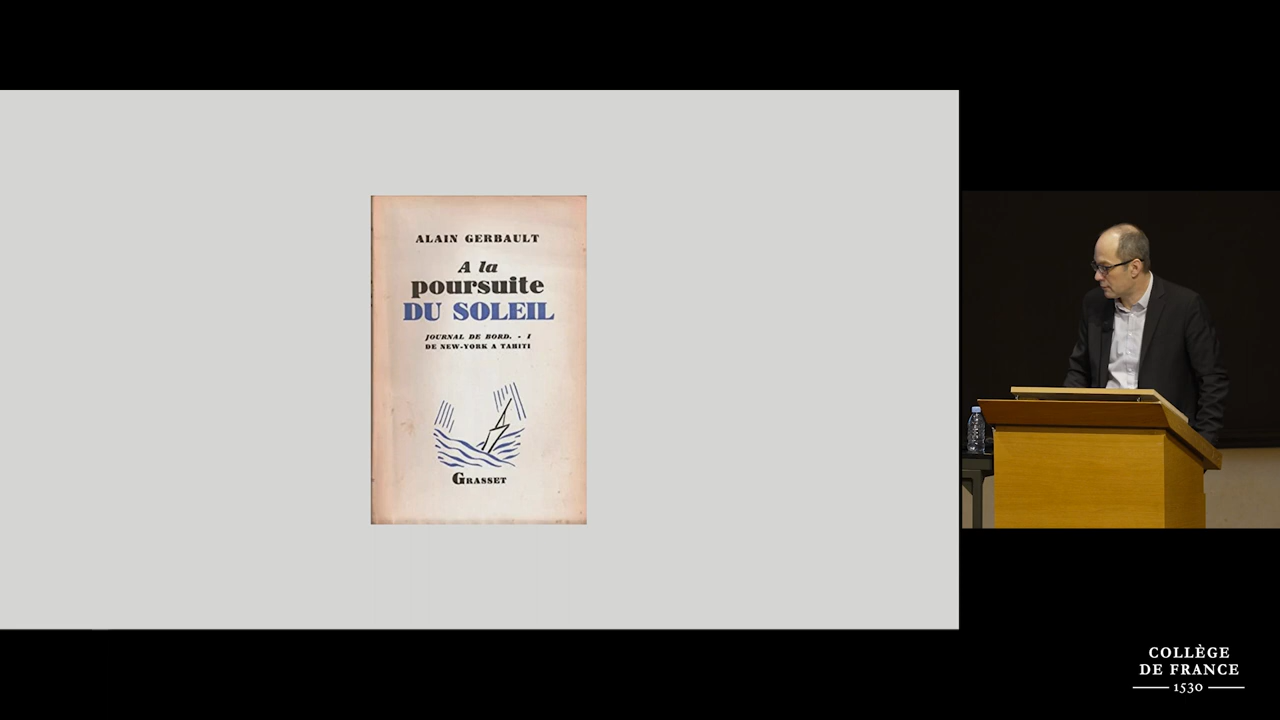 ALAIN GERBAULT
A la
poursuite
DU SOLEIL
JOURNAL DE BORD. - I
DE NEW-YORK A TAHITI
GRASSET
COLLÈGE
DE FRANCE
1530